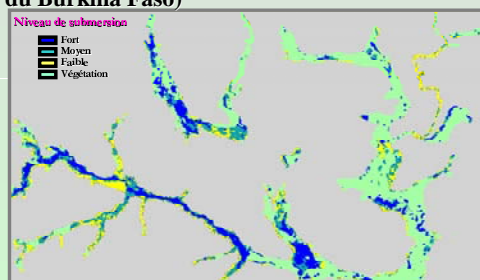 du Burkina Faso)
Niveau de submersion
Fort
Moyen
Faible
Végétation